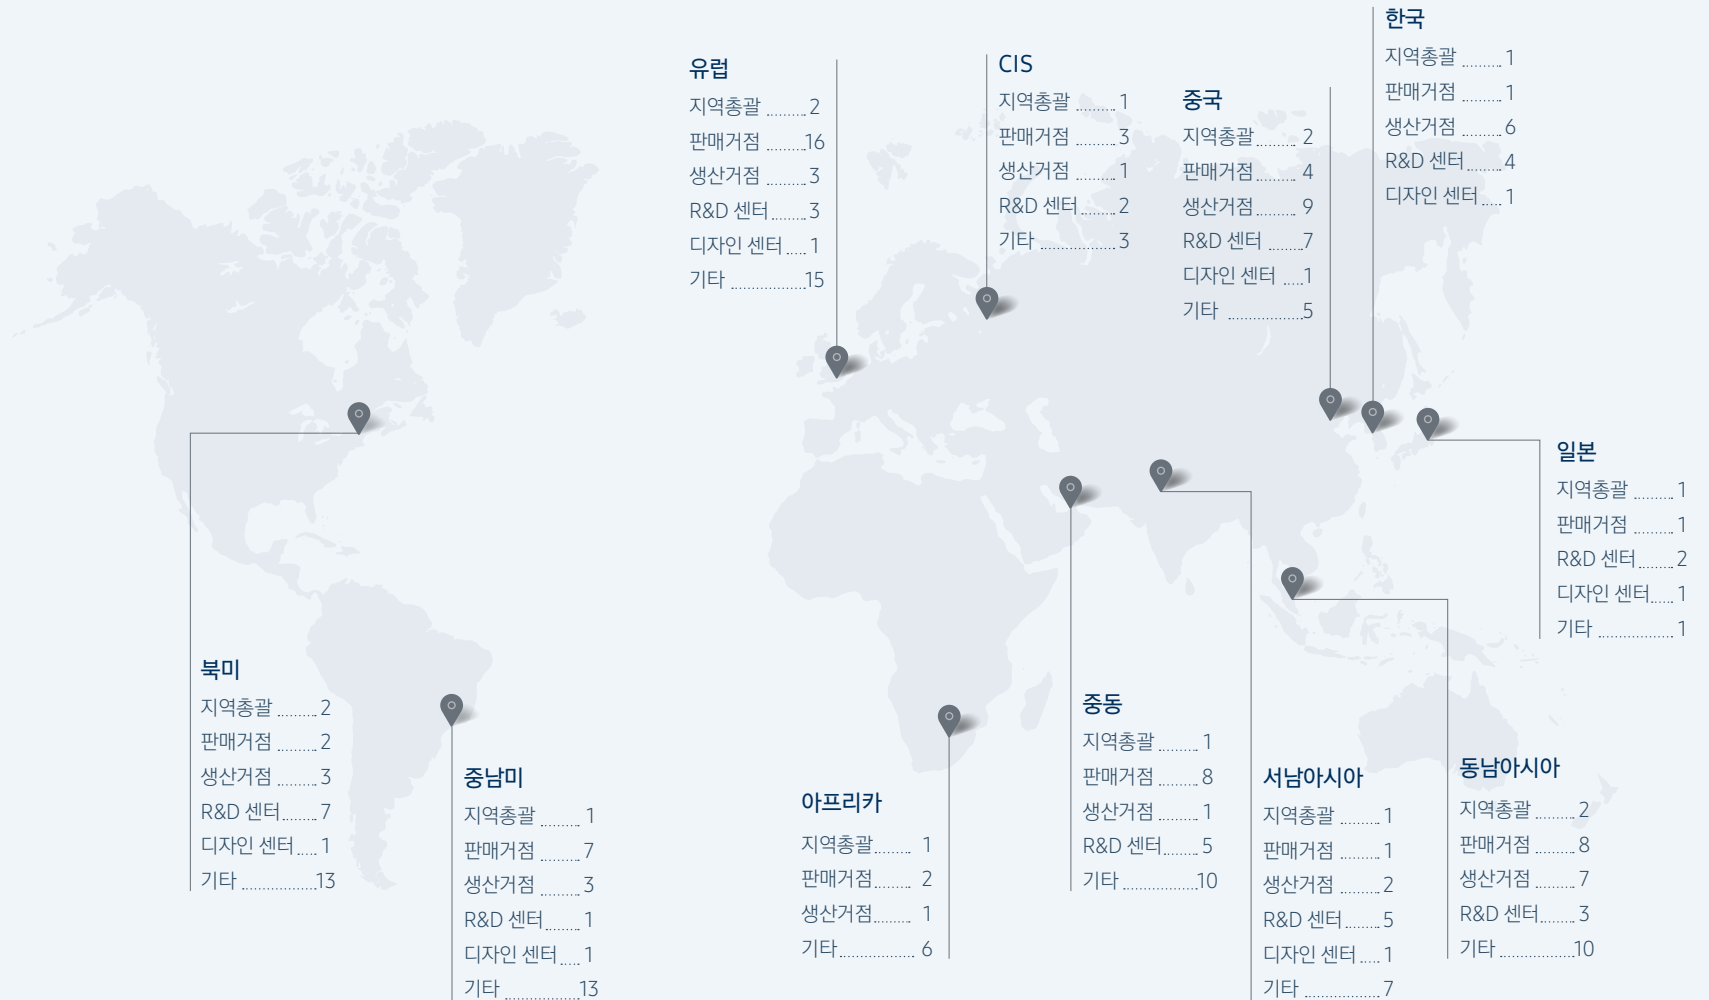 유럽
지역총괄 2
판매거점 16
생산거점 3
R&D 센터 3
디자인 센터 1
기타 15
CIS
지역총괄 1
판매거점 3
생산거점 1
R&D 센터 2
기타 3
중국
지역총괄 2
판매거점 4
생산거점 9
R&D 센터 7
디자인 센터 1
기타 5
한국
지역총괄 1
판매거점 1
생산거점 6
R&D 센터 4
디자인 센터 1
일본
지역총괄 1
판매거점 1
R&D 센터 2
디자인 센터 1
기타 1
북미
지역총괄 2
판매거점 2
생산거점 3
R&D 센터 7
디자인 센터 1
기타 13
중남미
지역총괄 1
판매거점 7
생산거점 3
R&D 센터 1
디자인 센터 1
기타 13
아프리카
지역총괄 1
판매거점 2
생산거점 1
기타 6
중동
지역총괄 1
판매거점 8
생산거점 1
R&D 센터 5
기타 10
서남아시아
지역총괄 1
판매거점 1
생산거점 2
R&D 센터 5
디자인 센터 1
기타 7
동남아시아
지역총괄 2
판매거점 8
생산거점 7
R&D 센터 3
기타 10